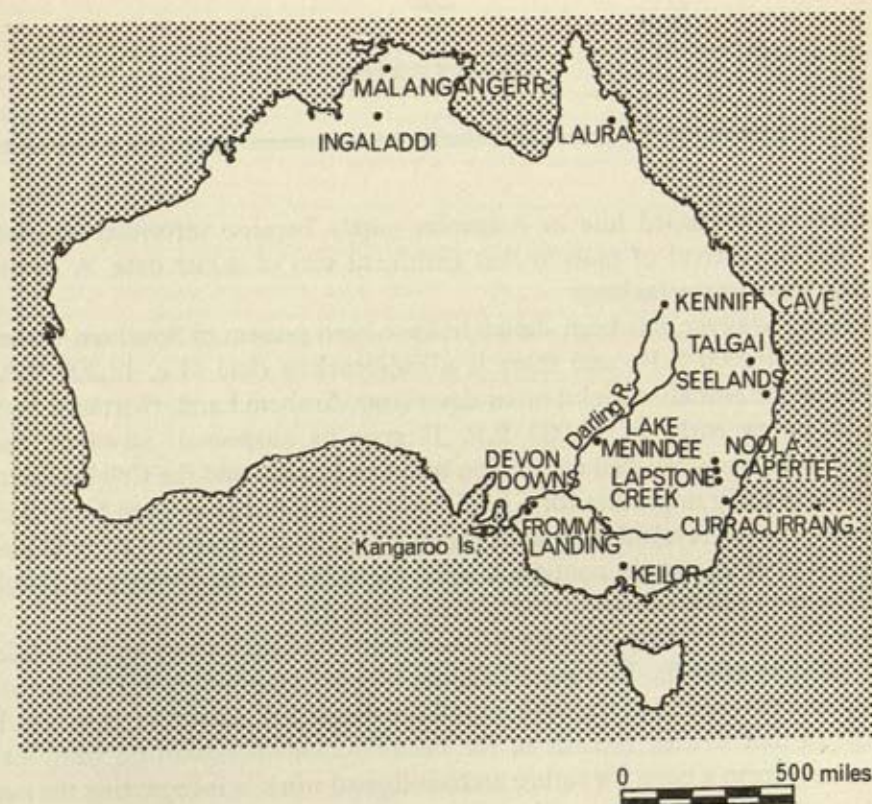 MALANGANGERR
INGALADDI
LAURA
KENNIFF CAVE
TALGAI
SEELANDS
Darling R.
LAKE
MENINDEE
NOOLA
CAPERTEE
DEVON
DOWNS
LAPSTONE
CREEK
FROMM'S
LANDING
CURRACURRANG
Kangaroo Is.
KEILOR
0 500 miles